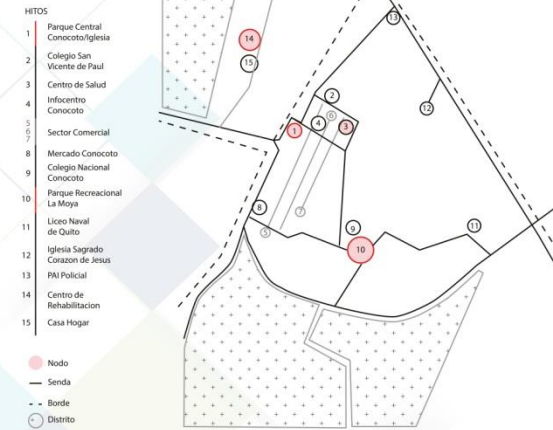 HITOS
1 Parque Central
Conocoto/Iglesia
2 Colegio San
Vicente de Paul
3 Centro de Salud
4 Infocentro
Conocoto
5
6 Sector Comercial
7
8 Mercado Conocoto
9 Colegio Nacional
Conocoto
10 Parque Recreacional
La Moya
11 Liceo Naval
de Quito
12 Iglesia Sagrado
Corazon de Jesus
13 PAI Policial
14 Centro de
Rehabilitacion
15 Casa Hogar
Nodo
Senda
Borde
Distrito
13
14
15
2
6
12
4
3
1
8
7
5
9
11
10